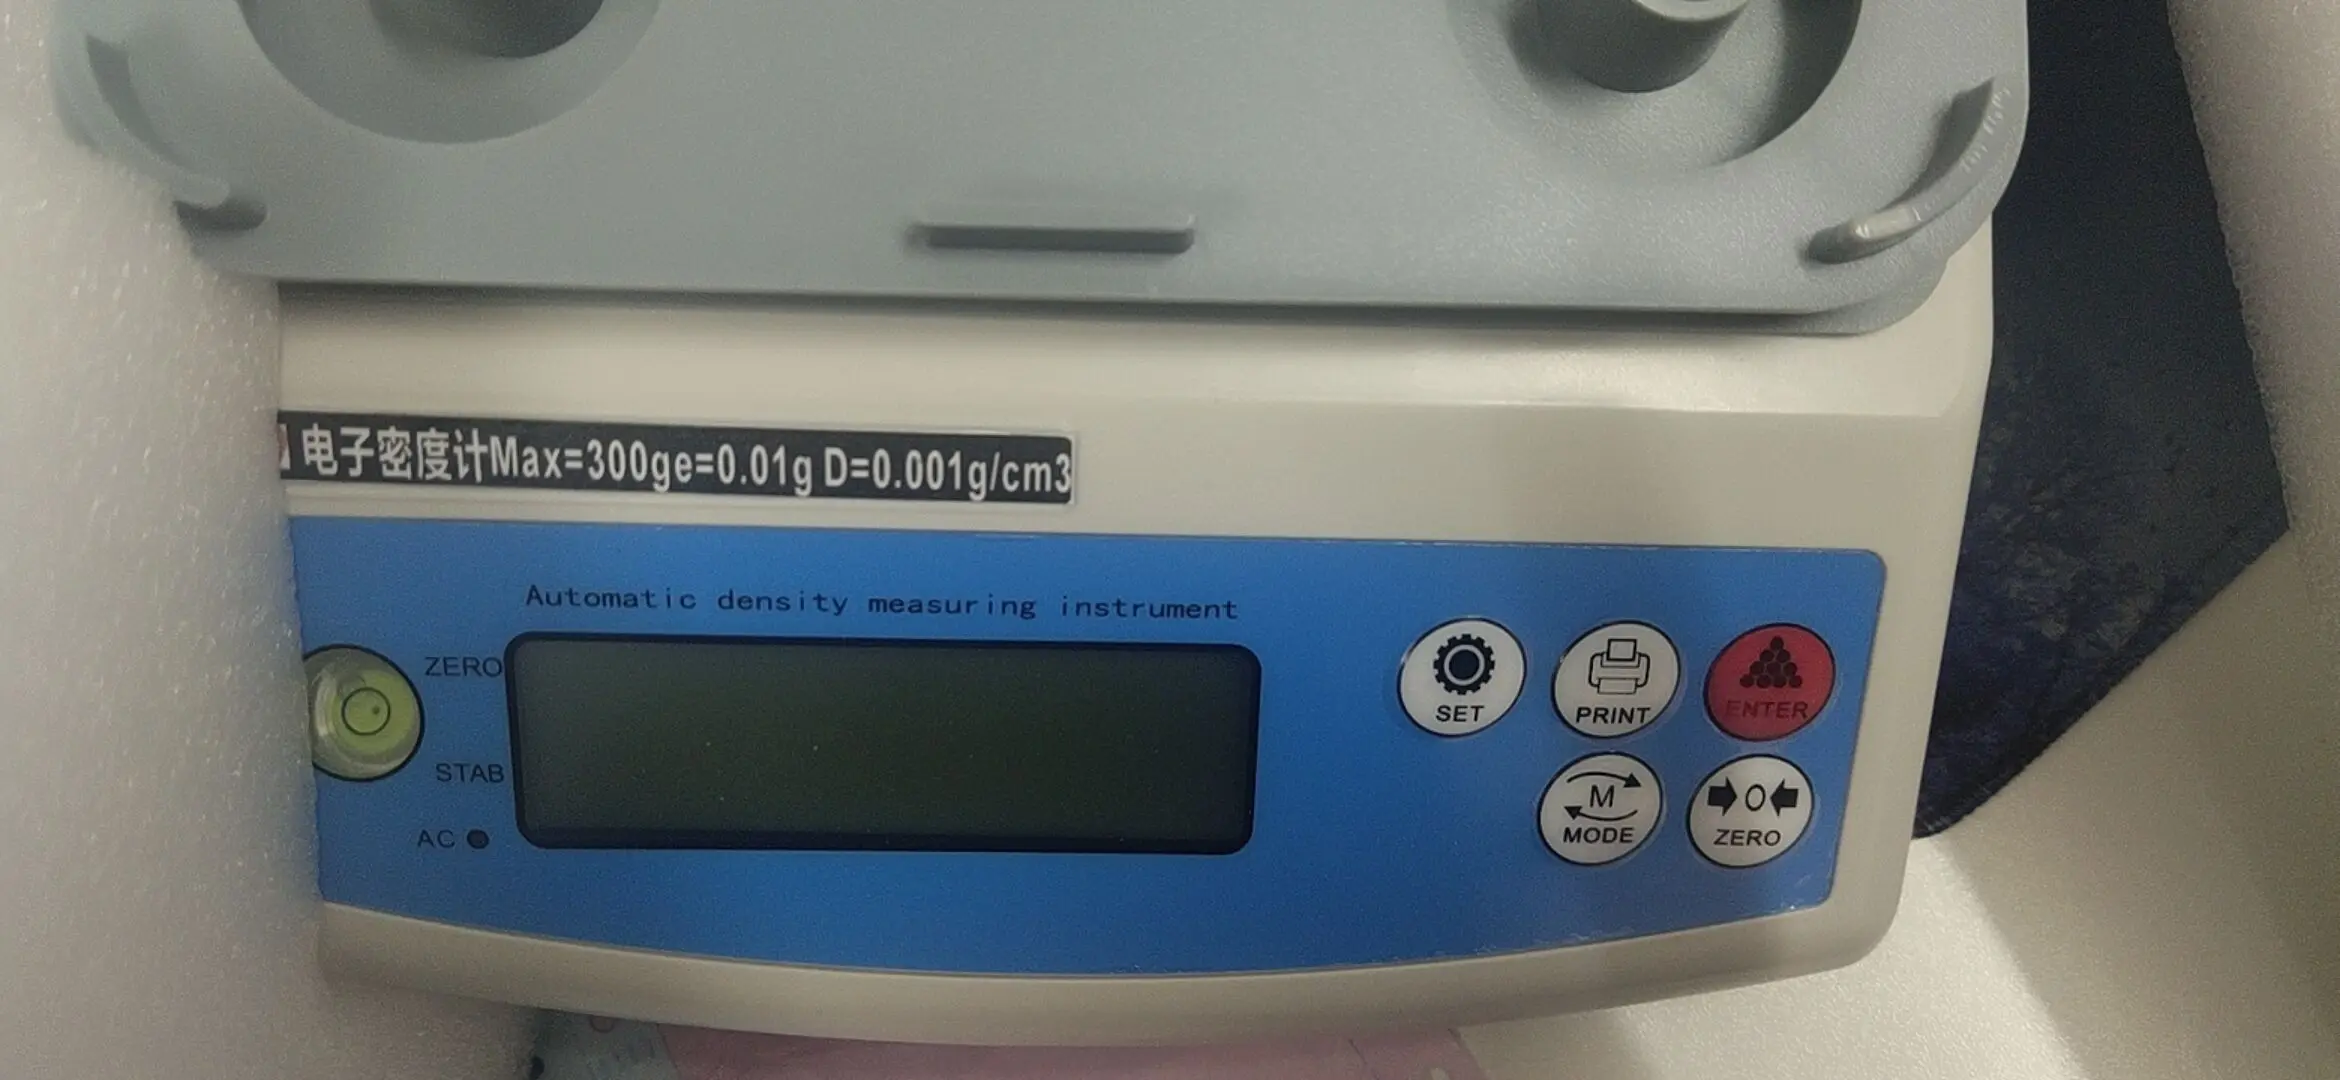 电子密度计Max=300ge=0.01g D=0.001g/cm3
Automatic density measuring instrument
ZERO
STAB
AC
SET
PRINT
ENTER
M
MODE
0
ZERO